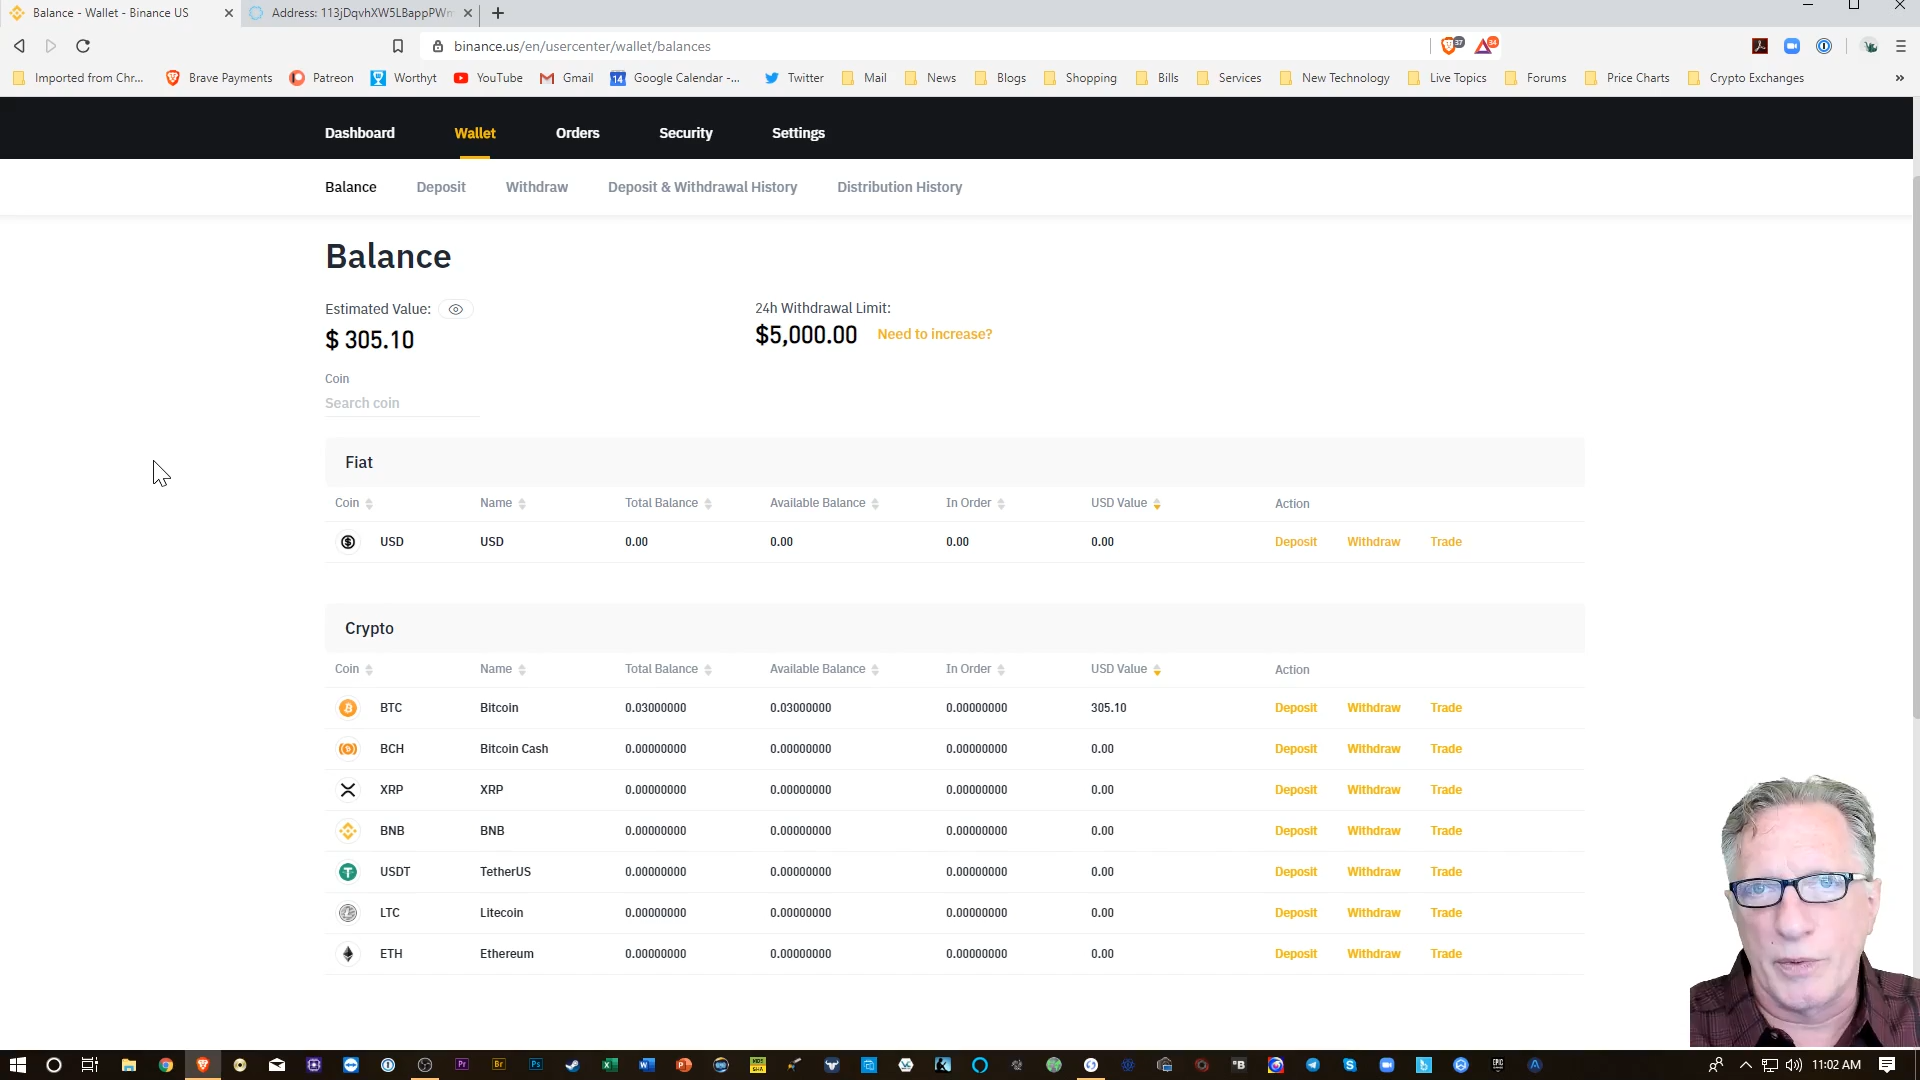 Balance - Wallet - Binance US
Address: 113jDqvhXW5LBappPWm
binance.us/en/usercenter/wallet/balances
37
34
Imported from Chr...
Brave Payments
Patreon
Worthyt
YouTube
Gmail
14
Google Calendar -...
Twitter
Mail
News
Blogs
Shopping
Bills
Services
New Technology
Live Topics
Forums
Price Charts
Crypto Exchanges
»
Dashboard
Wallet
Orders
Security
Settings
Balance
Deposit
Withdraw
Deposit & Withdrawal History
Distribution History
Balance
Estimated Value:
$ 305.10
24h Withdrawal Limit:
$5,000.00 Need to increase?
Coin
Search coin
Fiat
Coin Name Total Balance Available Balance In Order USD Value Action
USD USD 0.00 0.00 0.00 0.00 Deposit Withdraw Trade
Crypto
Coin Name Total Balance Available Balance In Order USD Value Action
BTC Bitcoin 0.03000000 0.03000000 0.00000000 305.10 Deposit Withdraw Trade
BCH Bitcoin Cash 0.00000000 0.00000000 0.00000000 0.00 Deposit Withdraw Trade
XRP XRP 0.00000000 0.00000000 0.00000000 0.00 Deposit Withdraw Trade
BNB BNB 0.00000000 0.00000000 0.00000000 0.00 Deposit Withdraw Trade
USDT TetherUS 0.00000000 0.00000000 0.00000000 0.00 Deposit Withdraw Trade
LTC Litecoin 0.00000000 0.00000000 0.00000000 0.00 Deposit Withdraw Trade
ETH Ethereum 0.00000000 0.00000000 0.00000000 0.00 Deposit Withdraw Trade
Pr
Br
Ps
11:02 AM